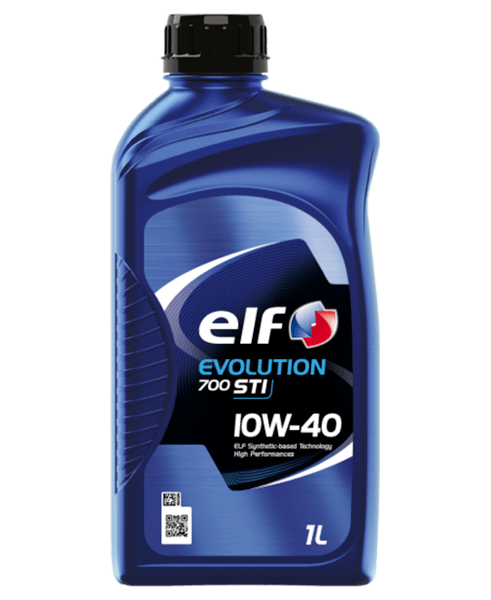 elf
EVOLUTION
700 STI
10W-40
ELF Synthetic-based Technology
High Performances
1L